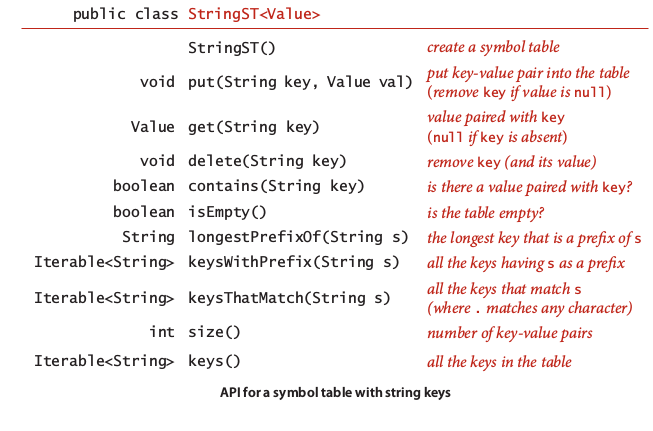 public class StringST<Value>
StringST() create a symbol table
void put(String key, Value val) put key-value pair into the table
(remove key if value is null)
Value get(String key) value paired with key
(null if key is absent)
void delete(String key) remove key (and its value)
boolean contains(String key) is there a value paired with key?
boolean isEmpty() is the table empty?
String longestPrefixOf(String s) the longest key that is a prefix of s
Iterable<String> keysWithPrefix(String s) all the keys having s as a prefix
Iterable<String> keysThatMatch(String s) all the keys that match s
(where . matches any character)
int size() number of key-value pairs
Iterable<String> keys() all the keys in the table
API for a symbol table with string keys